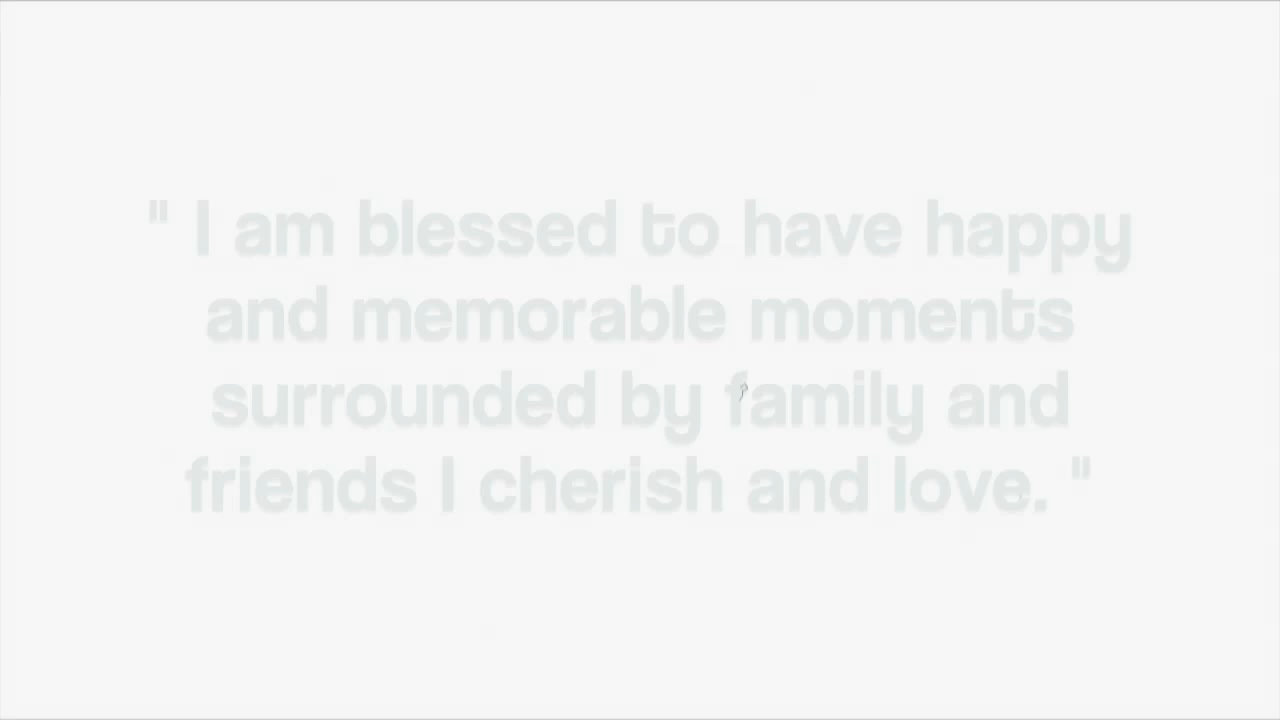 " I am blessed to have happy
and memorable moments
surrounded by family and
friends I cherish and love. "